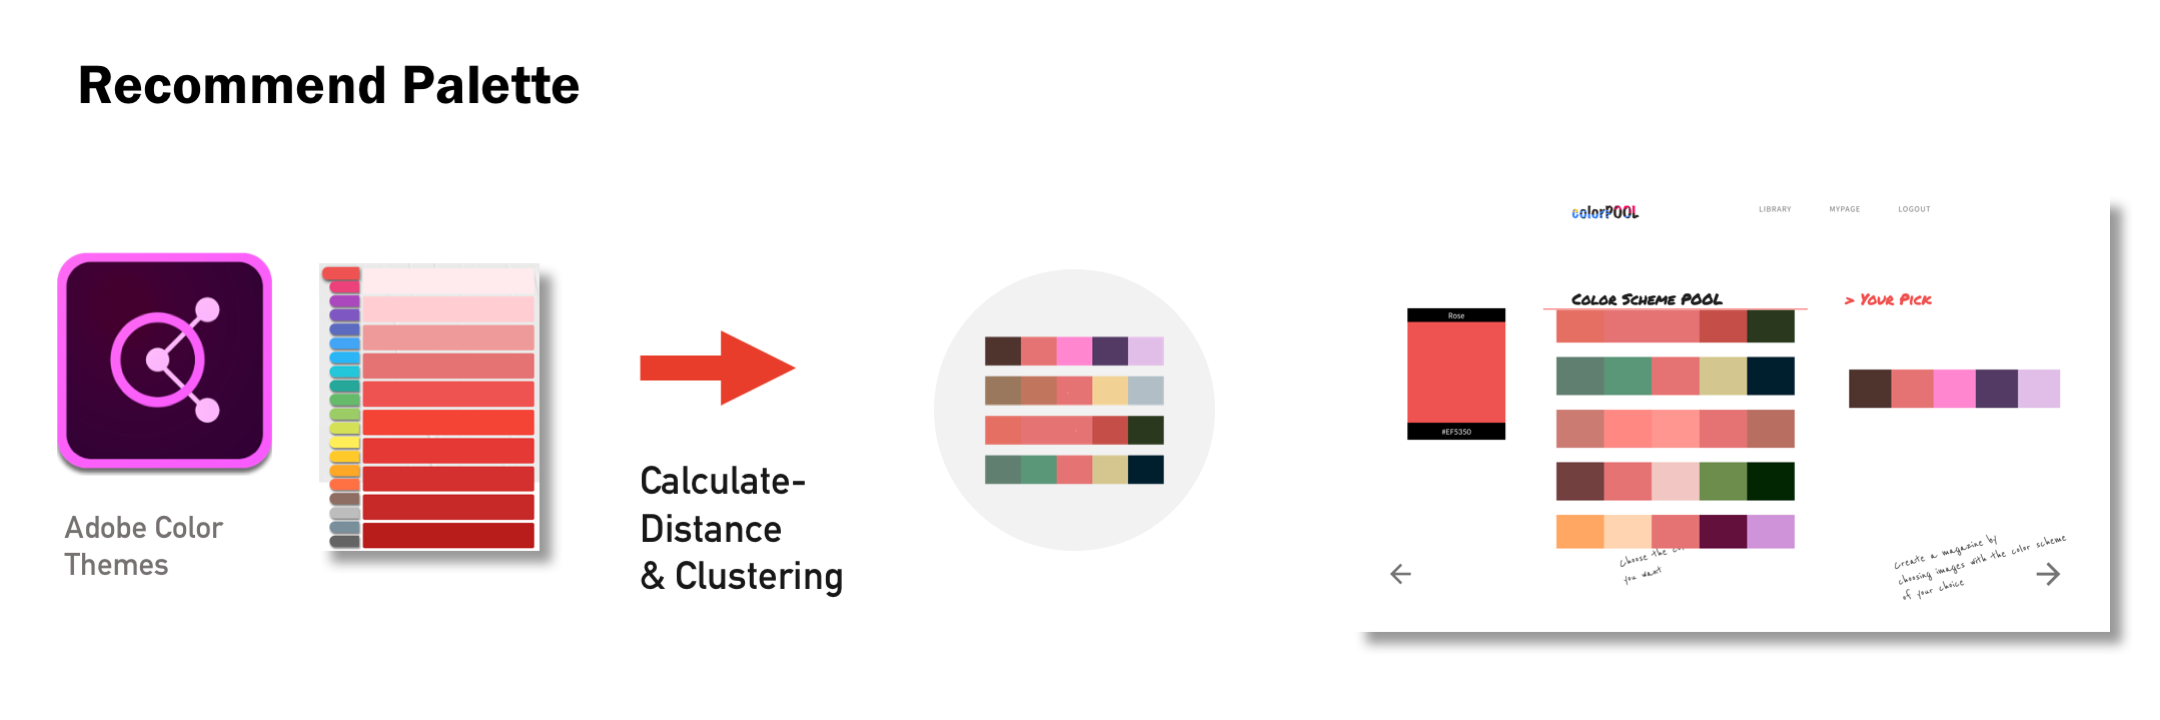 Recommend Palette
Adobe Color
Themes
Calculate-
Distance
& Clustering
colorPOOL
LIBRARY
MYPAGE
LOGOUT
Color Scheme POOL
> Your Pick
Rose
#EF5350
choose the
you want
create a magazine by
choosing images with the color scheme
of your choice